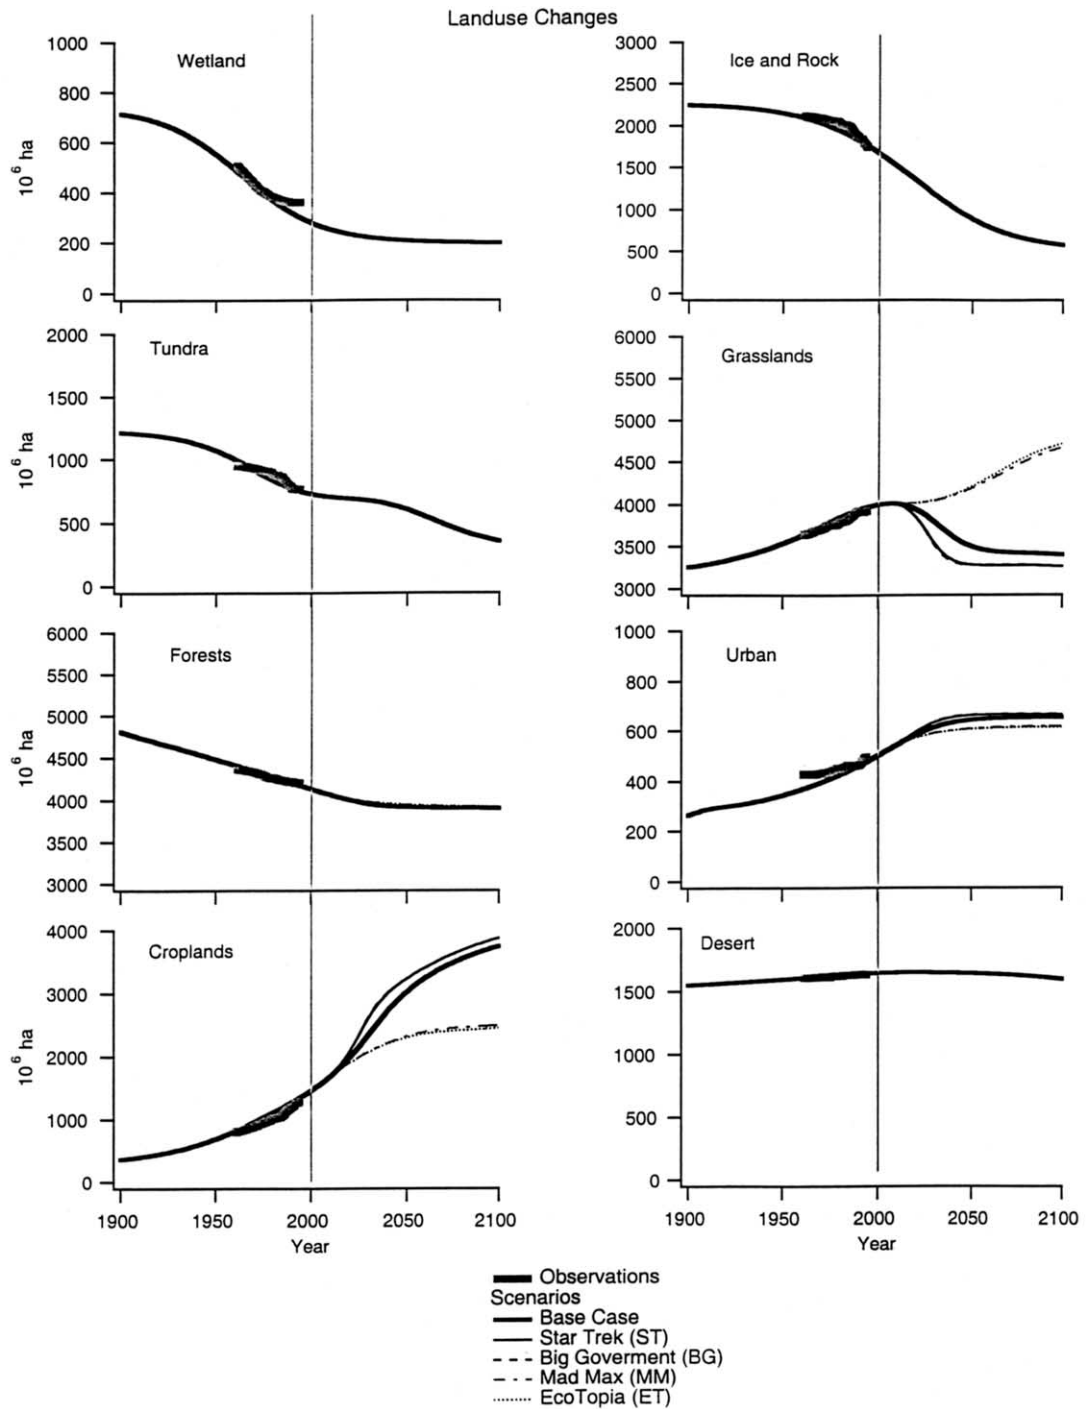 Landuse Changes
Wetland
1000
800
600
400
200
0
10⁶ ha
Ice and Rock
3000
2500
2000
1500
1000
500
0
Tundra
2000
1500
1000
500
0
10⁶ ha
Grasslands
6000
5500
5000
4500
4000
3500
3000
Forests
6000
5500
5000
4500
4000
3500
3000
10⁶ ha
Urban
1000
800
600
400
200
0
Croplands
4000
3000
2000
1000
0
10⁶ ha
1900 1950 2000 2050 2100
Year
Desert
2000
1500
1000
500
0
1900 1950 2000 2050 2100
Year
Observations
Scenarios
Base Case
Star Trek (ST)
Big Goverment (BG)
Mad Max (MM)
EcoTopia (ET)